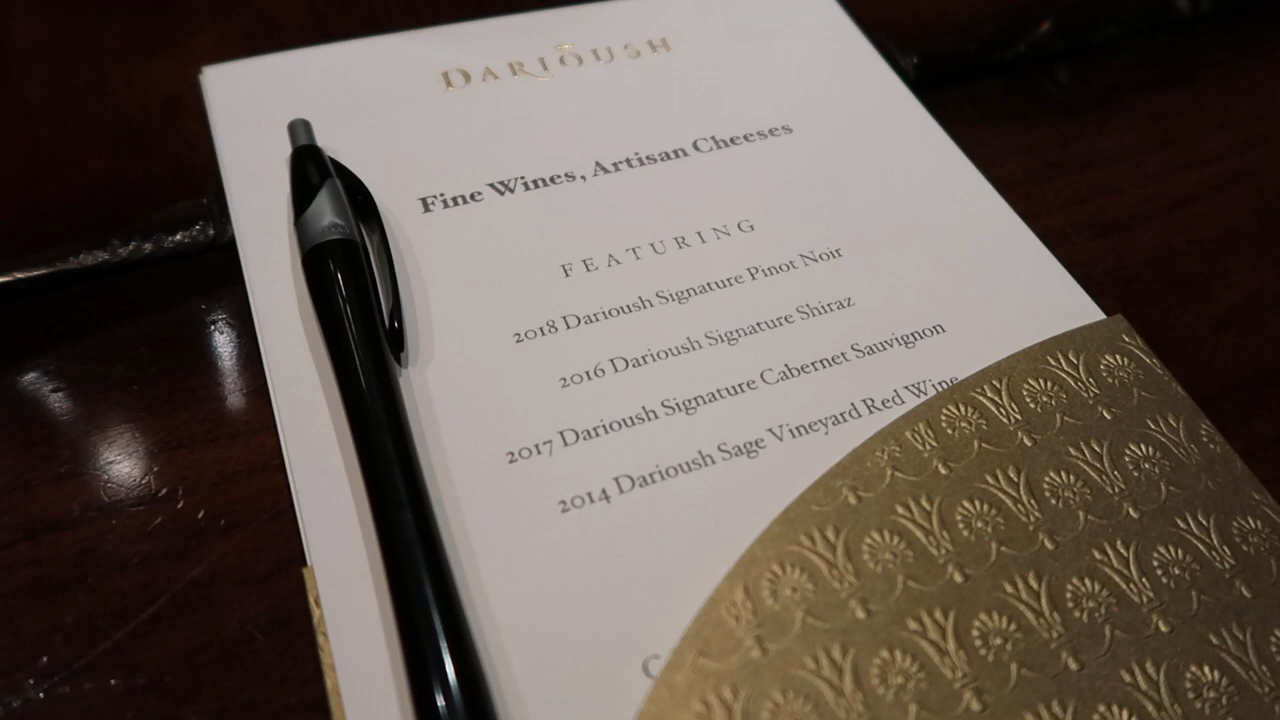 DARIOUSH
Fine Wines, Artisan Cheeses
FEATURING
2018 Darioush Signature Pinot Noir
2016 Darioush Signature Shiraz
2017 Darioush Signature Cabernet Sauvignon
2014 Darioush Sage Vineyard Red Wine